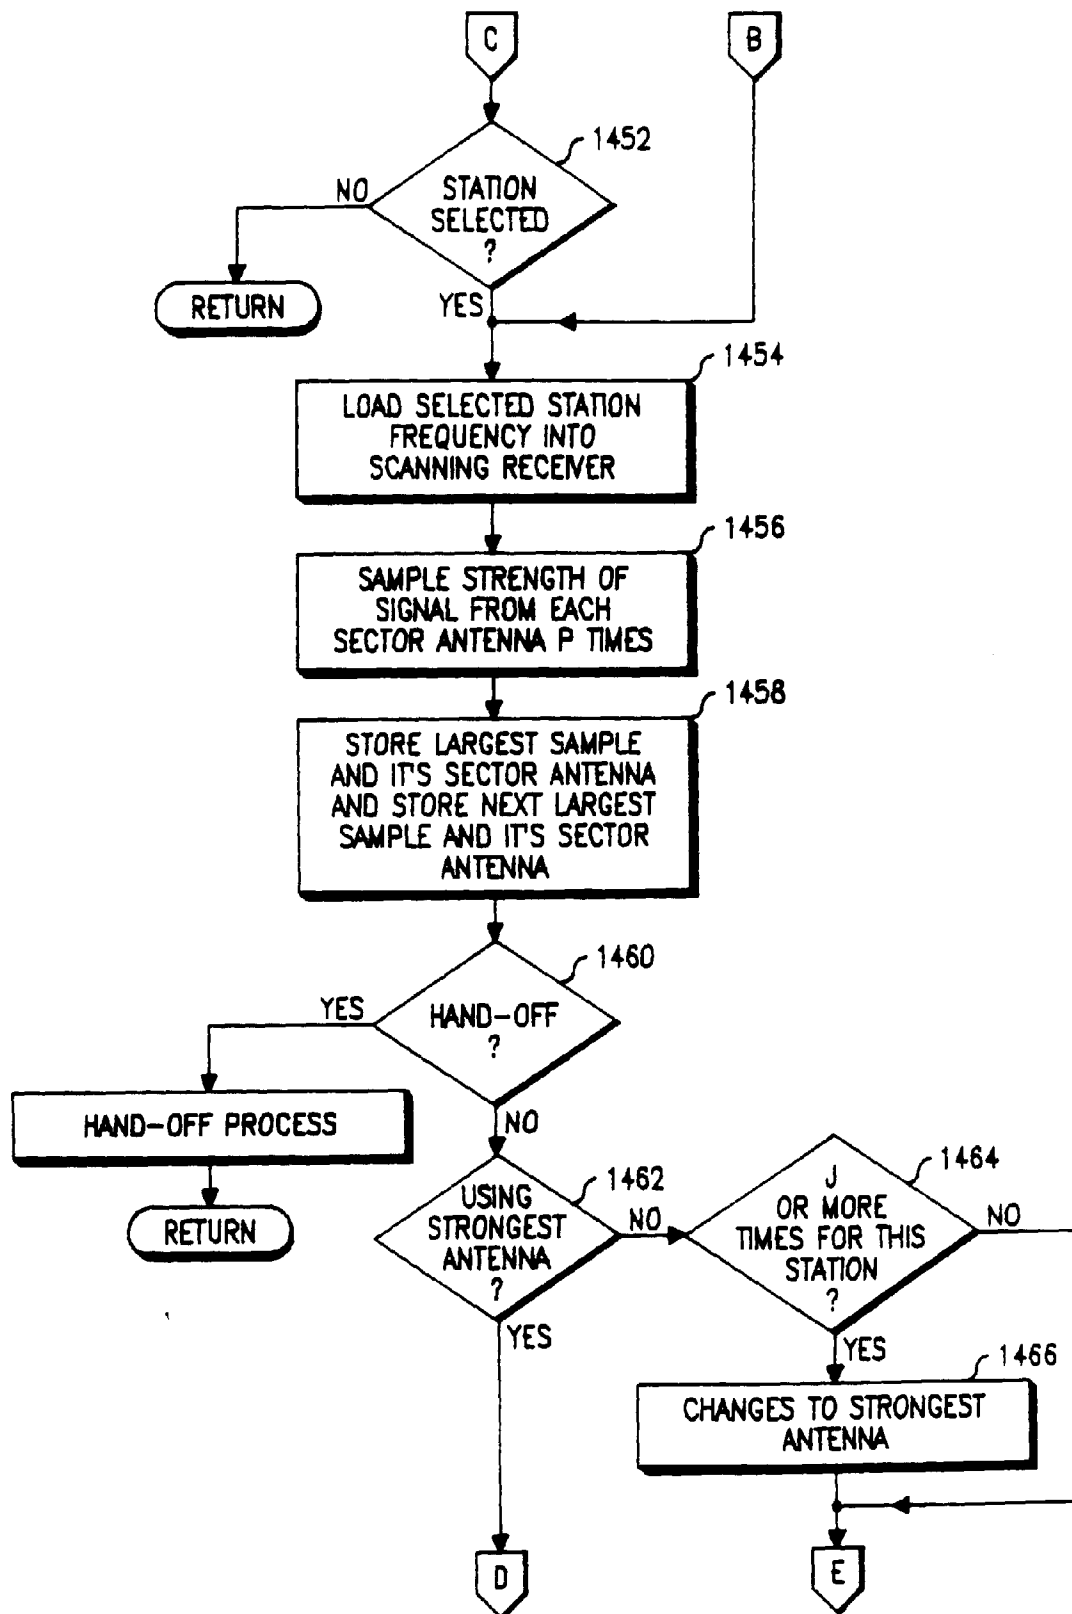 C
B
1452
NO
STATION
SELECTED
?
RETURN
YES
1454
LOAD SELECTED STATION
FREQUENCY INTO
SCANNING RECEIVER
1456
SAMPLE STRENGTH OF
SIGNAL FROM EACH
SECTOR ANTENNA P TIMES
1458
STORE LARGEST SAMPLE
AND IT'S SECTOR ANTENNA
AND STORE NEXT LARGEST
SAMPLE AND IT'S SECTOR
ANTENNA
1460
YES
HAND-OFF
?
HAND-OFF PROCESS
NO
RETURN
1462
USING
STRONGEST
ANTENNA
?
NO
YES
1464
J
OR MORE
TIMES FOR THIS
STATION
?
NO
YES
1466
CHANGES TO STRONGEST
ANTENNA
D
E